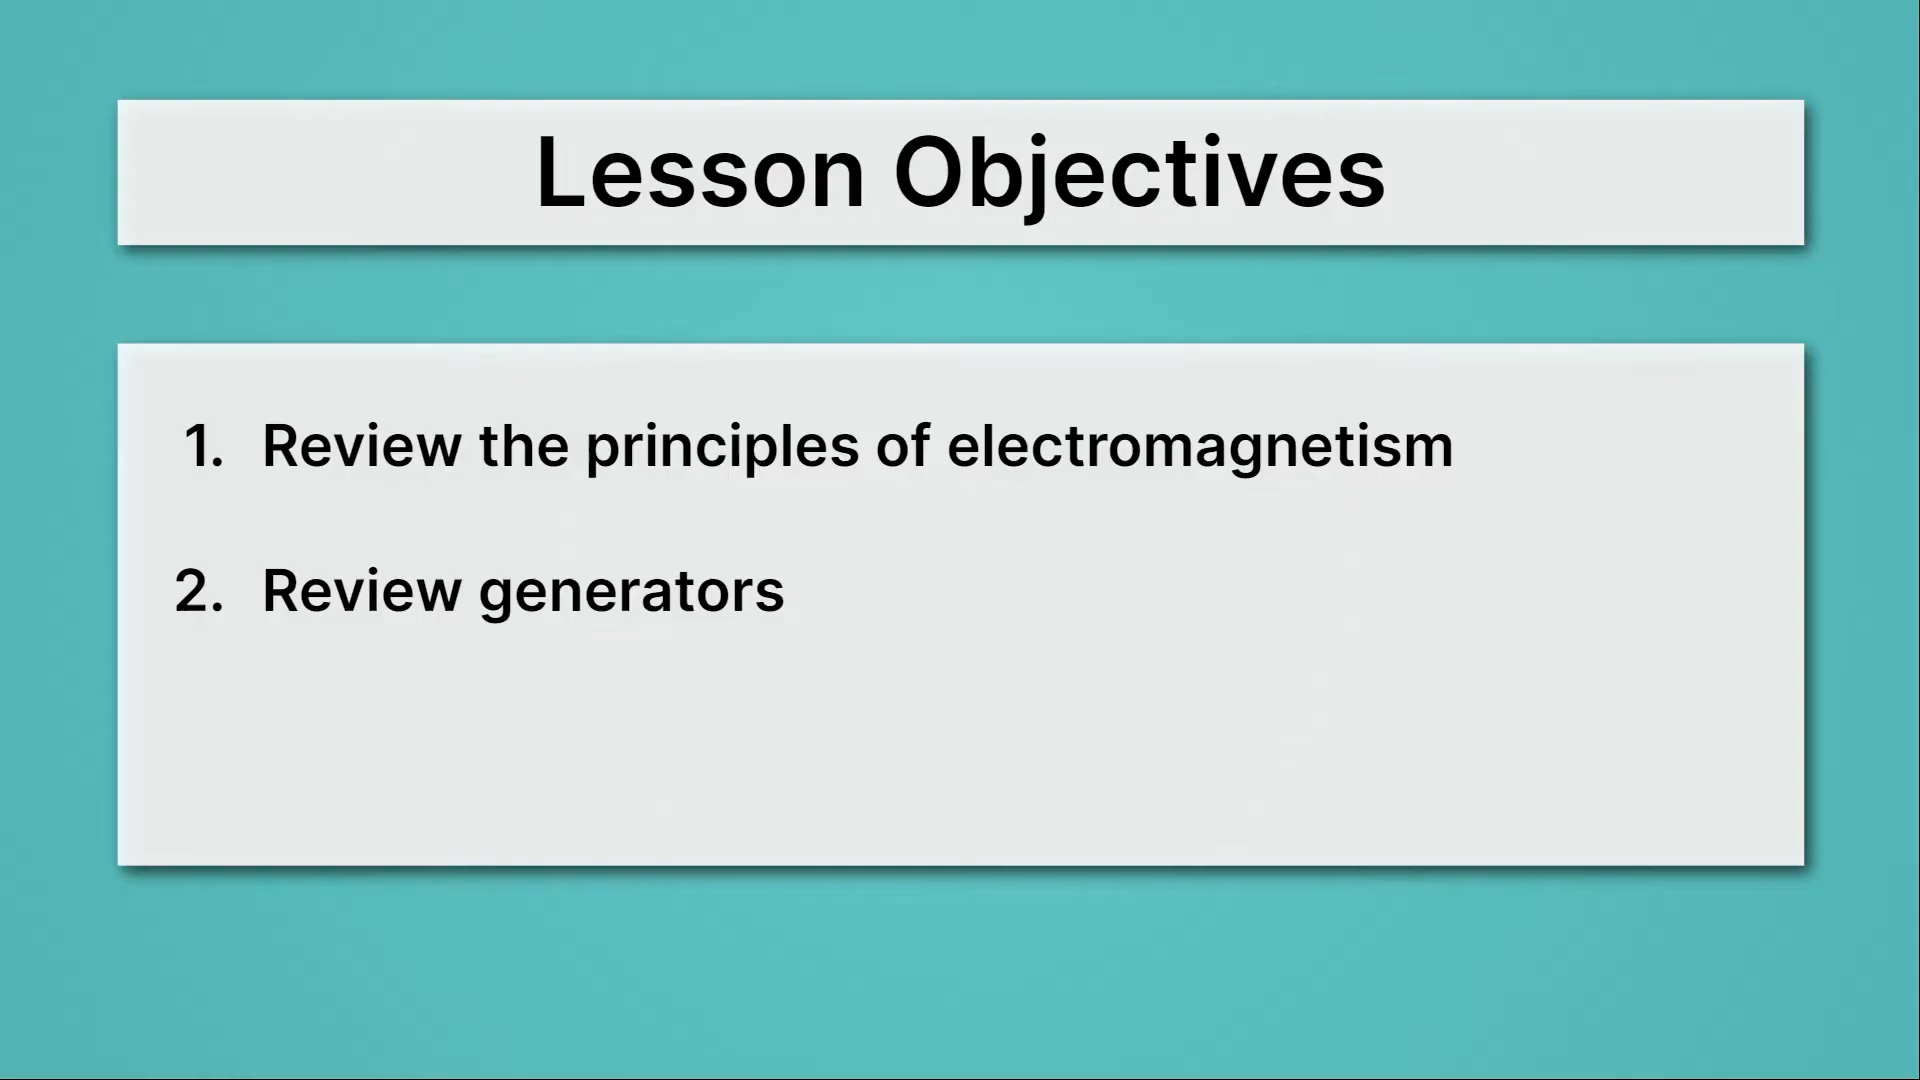 Lesson Objectives
1. Review the principles of electromagnetism
2. Review generators